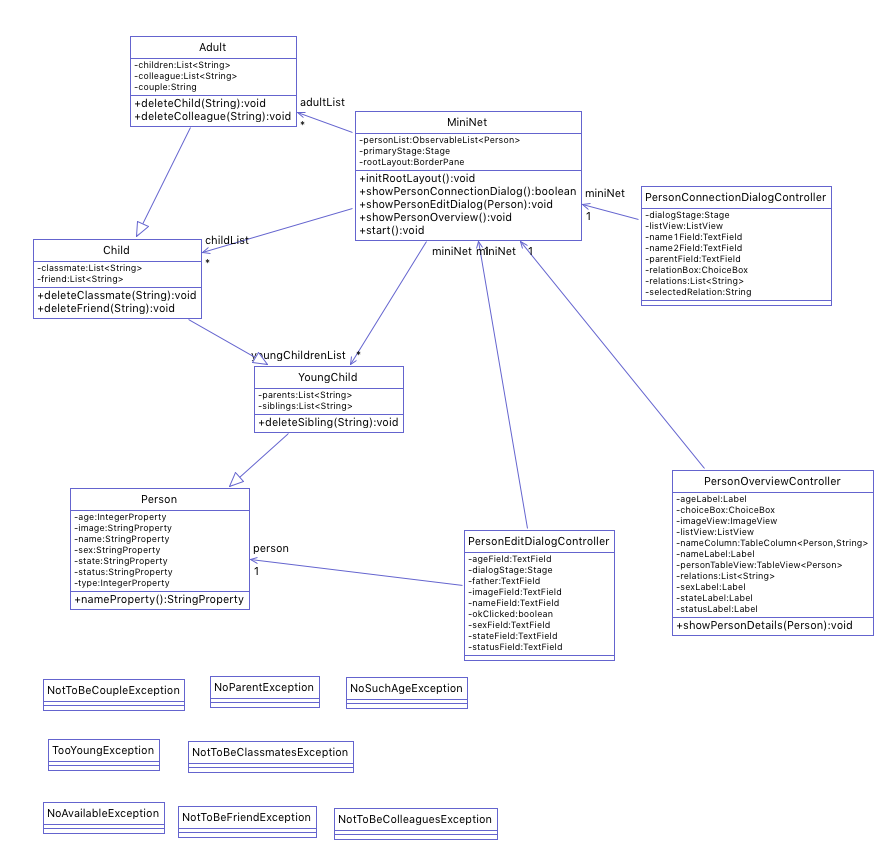 Adult
-children:List<String>
-colleague:List<String>
-couple:String
+deleteChild(String):void
+deleteColleague(String):void
adultList
*
MiniNet
-personList:ObservableList<Person>
-primaryStage:Stage
-rootLayout:BorderPane
+initRootLayout():void
+showPersonConnectionDialog():boolean
+showPersonEditDialog(Person):void
+showPersonOverview():void
+start():void
miniNet
1
PersonConnectionDialogController
-dialogStage:Stage
-listView:ListView
-name1Field:TextField
-name2Field:TextField
-parentField:TextField
-relationBox:ChoiceBox
-relations:List<String>
-selectedRelation:String
childList
*
Child
-classmate:List<String>
-friend:List<String>
+deleteClassmate(String):void
+deleteFriend(String):void
miniNet
1
miniNet
1
youngChildrenList
*
YoungChild
-parents:List<String>
-siblings:List<String>
+deleteSibling(String):void
Person
-age:IntegerProperty
-image:StringProperty
-name:StringProperty
-sex:StringProperty
-state:StringProperty
-status:StringProperty
-type:IntegerProperty
+nameProperty():StringProperty
person
1
PersonEditDialogController
-ageField:TextField
-dialogStage:Stage
-father:TextField
-imageField:TextField
-nameField:TextField
-okClicked:boolean
-sexField:TextField
-stateField:TextField
-statusField:TextField
PersonOverviewController
-ageLabel:Label
-choiceBox:ChoiceBox
-imageView:ImageView
-listView:ListView
-nameColumn:TableColumn<Person,String>
-nameLabel:Label
-personTableView:TableView<Person>
-relations:List<String>
-sexLabel:Label
-stateLabel:Label
-statusLabel:Label
+showPersonDetails(Person):void
NotToBeCoupleException
NoParentException
NoSuchAgeException
TooYoungException
NotToBeClassmatesException
NoAvailableException
NotToBeFriendException
NotToBeColleaguesException